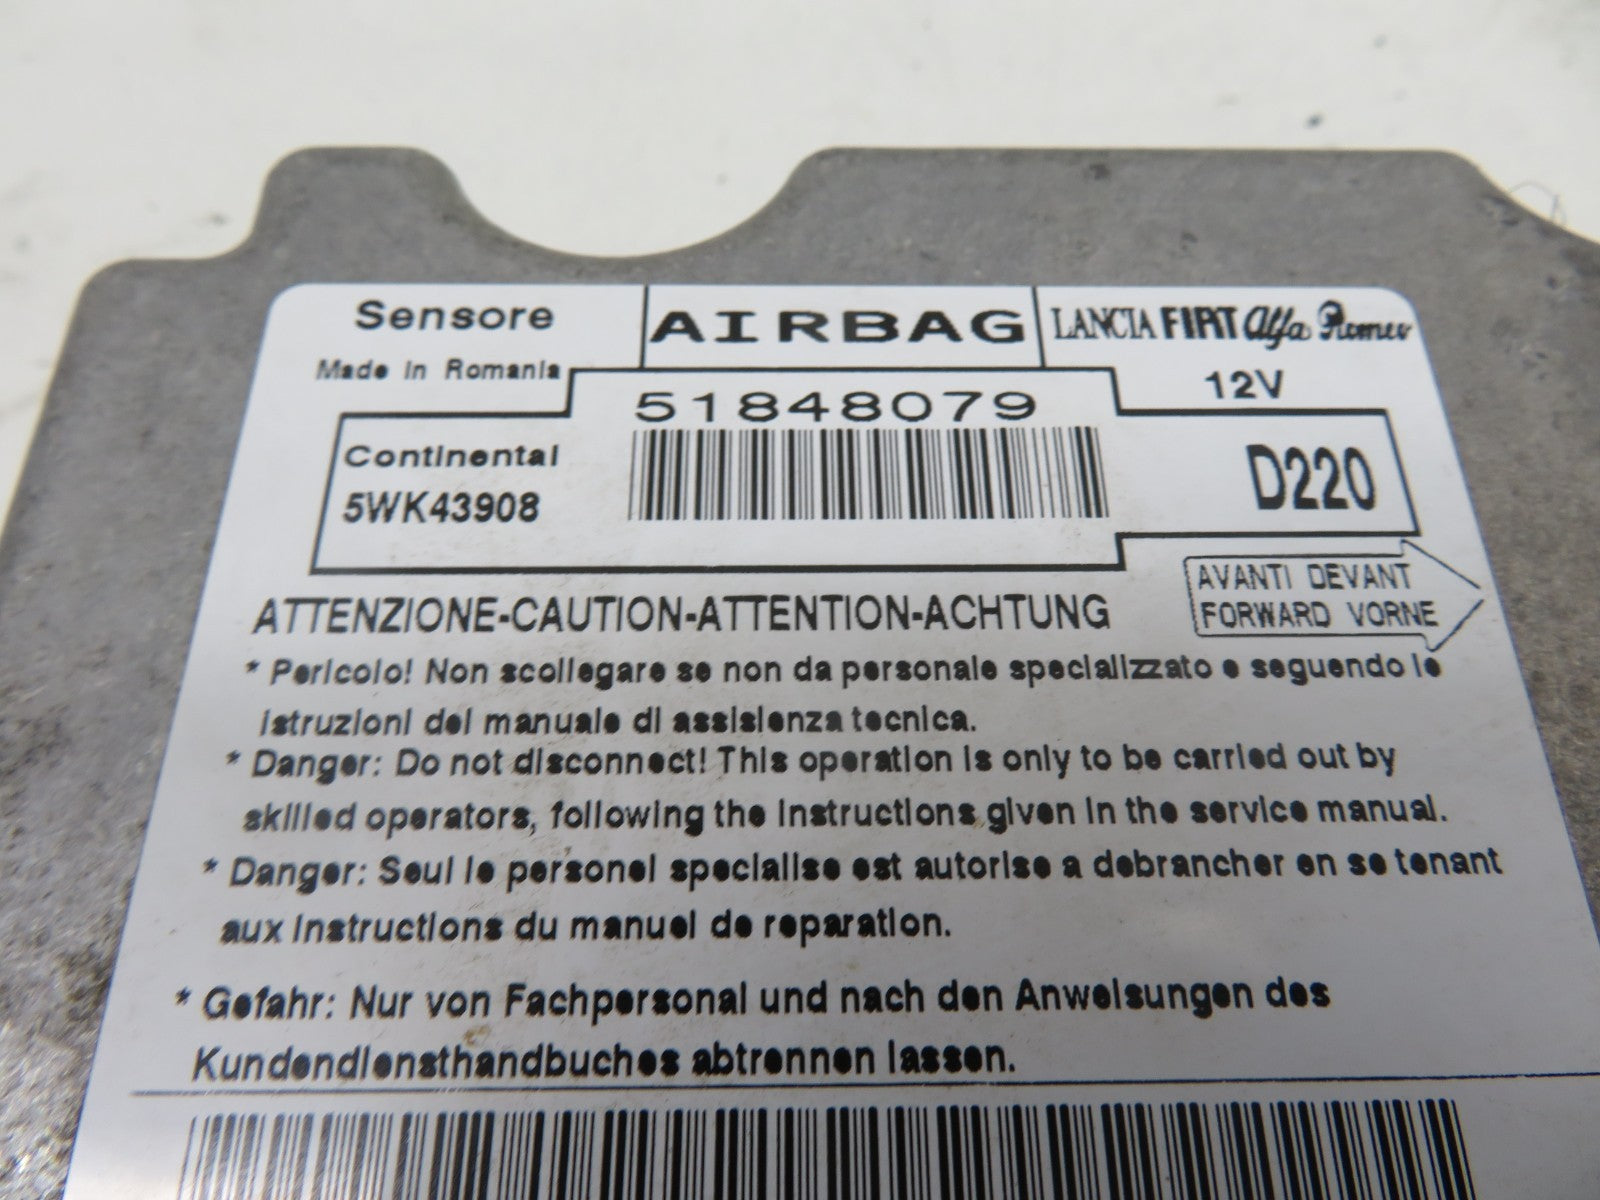 Sensore
AIRBAG
LANCIA FIAT Alfa Romeo
Made in Romania
12V
51848079
Continental
5WK43908
D220
AVANTI DEVANT
FORWARD VORNE
ATTENZIONE-CAUTION-ATTENTION-ACHTUNG
* Pericolo! Non scollegare se non da personale specializzato e seguendo le
istruzioni del manuale di assislenza tecnica.
* Danger: Do not disconnect! This operation is only to be carried out by
skilled operators, following the instructions given in the service manual.
* Danger: Seul le personel specialise est autorise a debrancher en se tenant
aux instructions du manuel de reparation.
* Gefahr: Nur von Fachpersonal und nach den Anweisungen des
Kundendiensthandbuches abtrennen lassen.